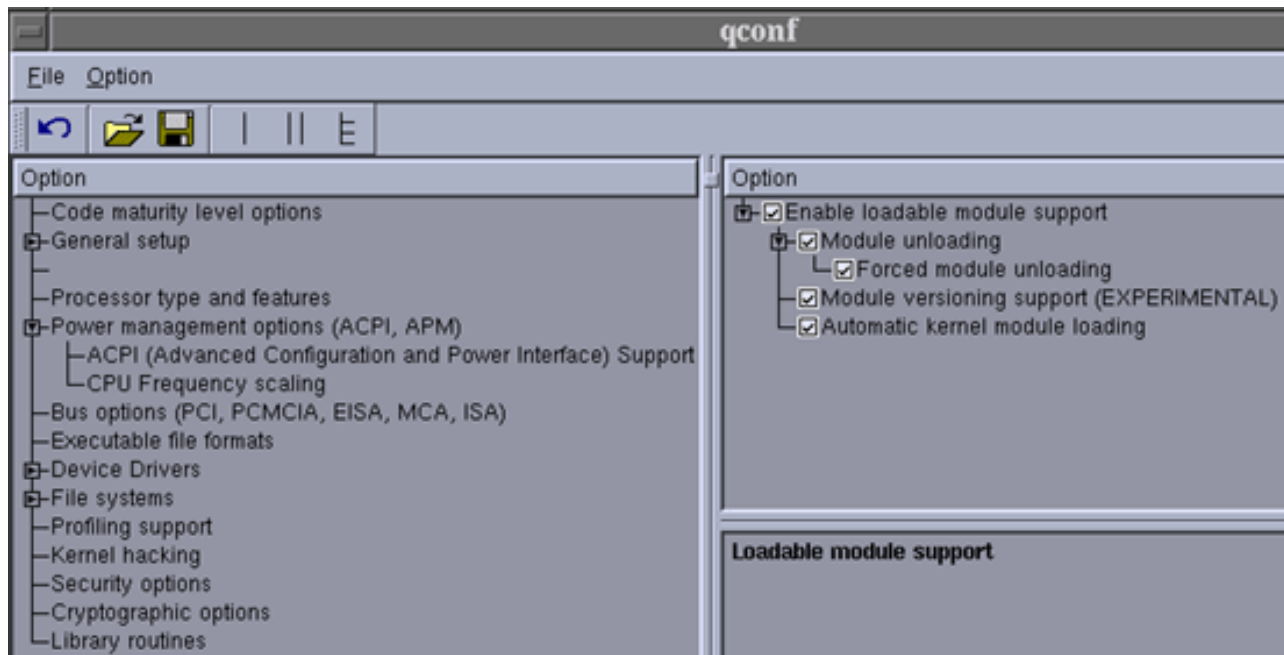 qconf
File Option
Option
Code maturity level options
General setup
Processor type and features
Power management options (ACPI, APM)
ACPI (Advanced Configuration and Power Interface) Support
CPU Frequency scaling
Bus options (PCI, PCMCIA, EISA, MCA, ISA)
Executable file formats
Device Drivers
File systems
Profiling support
Kernel hacking
Security options
Cryptographic options
Library routines
Option
Enable loadable module support
Module unloading
Forced module unloading
Module versioning support (EXPERIMENTAL)
Automatic kernel module loading
Loadable module support